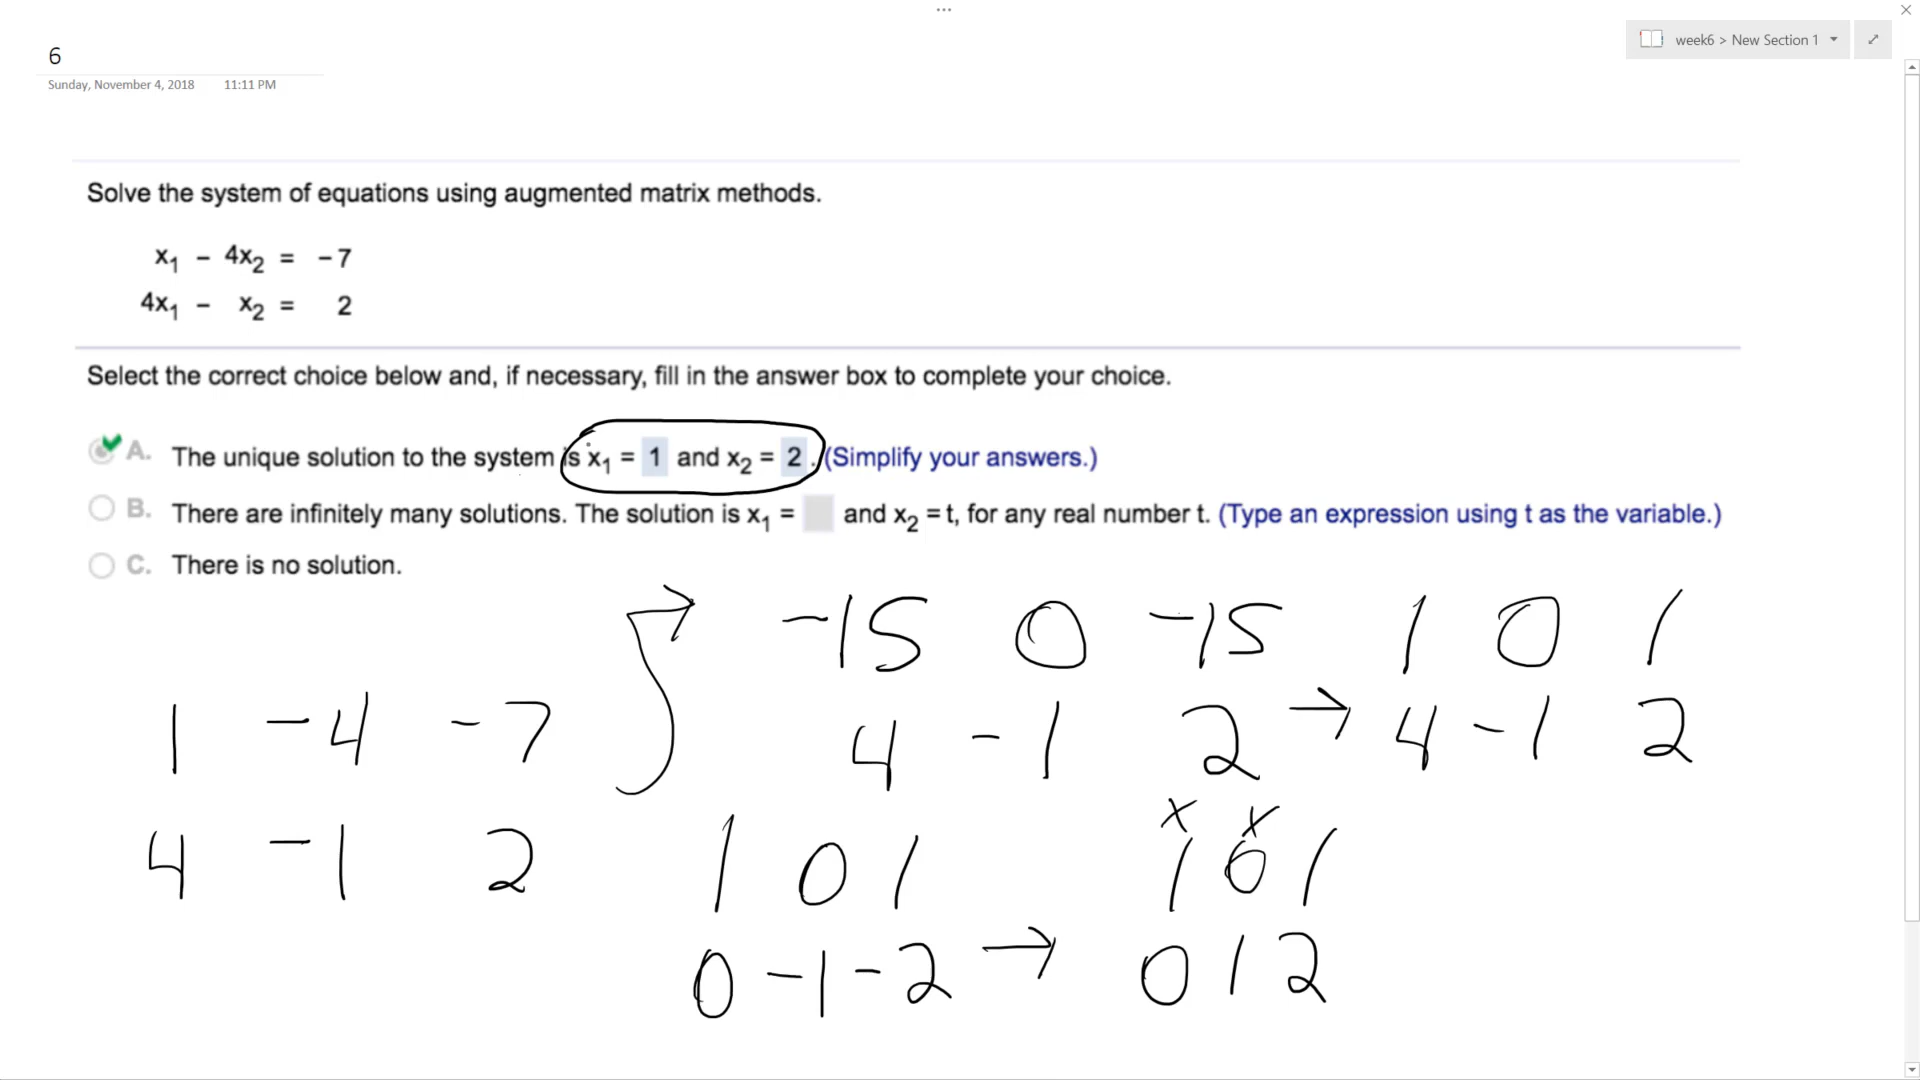 ...
week6 > New Section 1
6
Sunday, November 4, 2018 11:11 PM
Solve the system of equations using augmented matrix methods.
x₁ − 4x₂ = −7
4x₁ − x₂ = 2
Select the correct choice below and, if necessary, fill in the answer box to complete your choice.
A. The unique solution to the system is x₁ = 1 and x₂ = 2. (Simplify your answers.)
B. There are infinitely many solutions. The solution is x₁ = and x₂ = t, for any real number t. (Type an expression using t as the variable.)
C. There is no solution.
1 -4 -7
4 -1 2
→ -15 0 -15
4 -1 2
→ 1 0 1
4 -1 2
1 0 1
0 -1 -2
→ x x
1 0 1
0 1 2